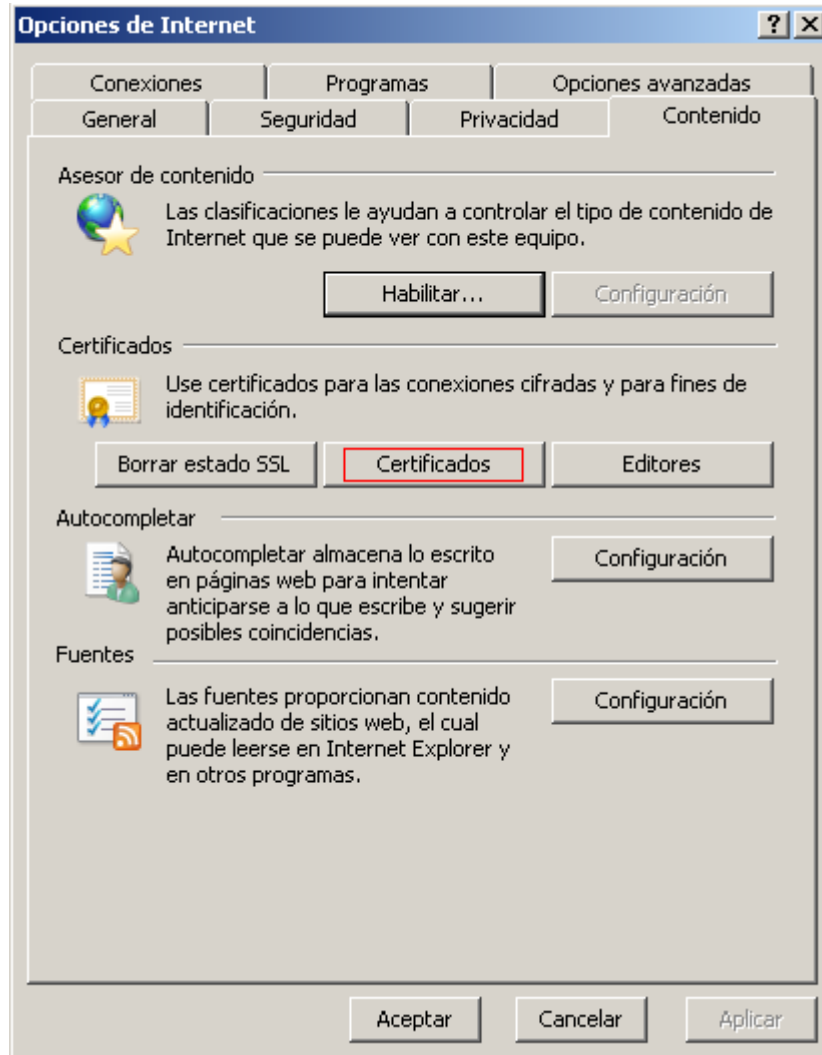 Opciones de Internet
Conexiones Programas Opciones avanzadas
General Seguridad Privacidad Contenido
Asesor de contenido
Las clasificaciones le ayudan a controlar el tipo de contenido de
Internet que se puede ver con este equipo.
Habilitar... Configuración
Certificados
Use certificados para las conexiones cifradas y para fines de
identificación.
Borrar estado SSL Certificados Editores
Autocompletar
Autocompletar almacena lo escrito
en páginas web para intentar
anticiparse a lo que escribe y sugerir
posibles coincidencias.
Configuración
Fuentes
Las fuentes proporcionan contenido
actualizado de sitios web, el cual
puede leerse en Internet Explorer y
en otros programas.
Configuración
Aceptar Cancelar Aplicar